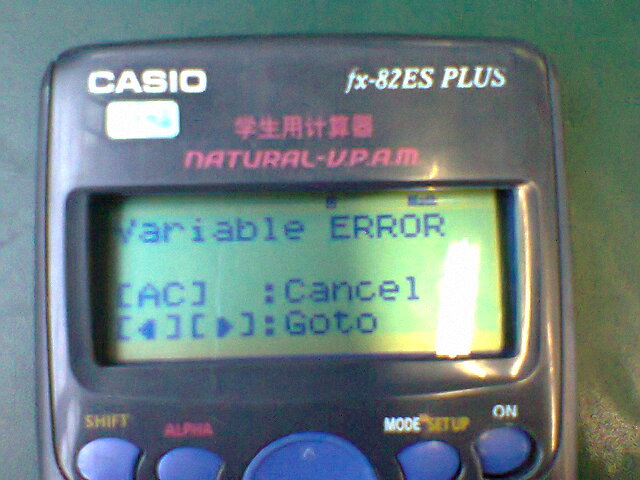 CASIO
fx-82ES PLUS
学生用计算器
NATURAL-V.P.A.M.
Variable ERROR
[AC] :Cancel
[◀][▶]:Goto
SHIFT
ALPHA
MODE SETUP
ON